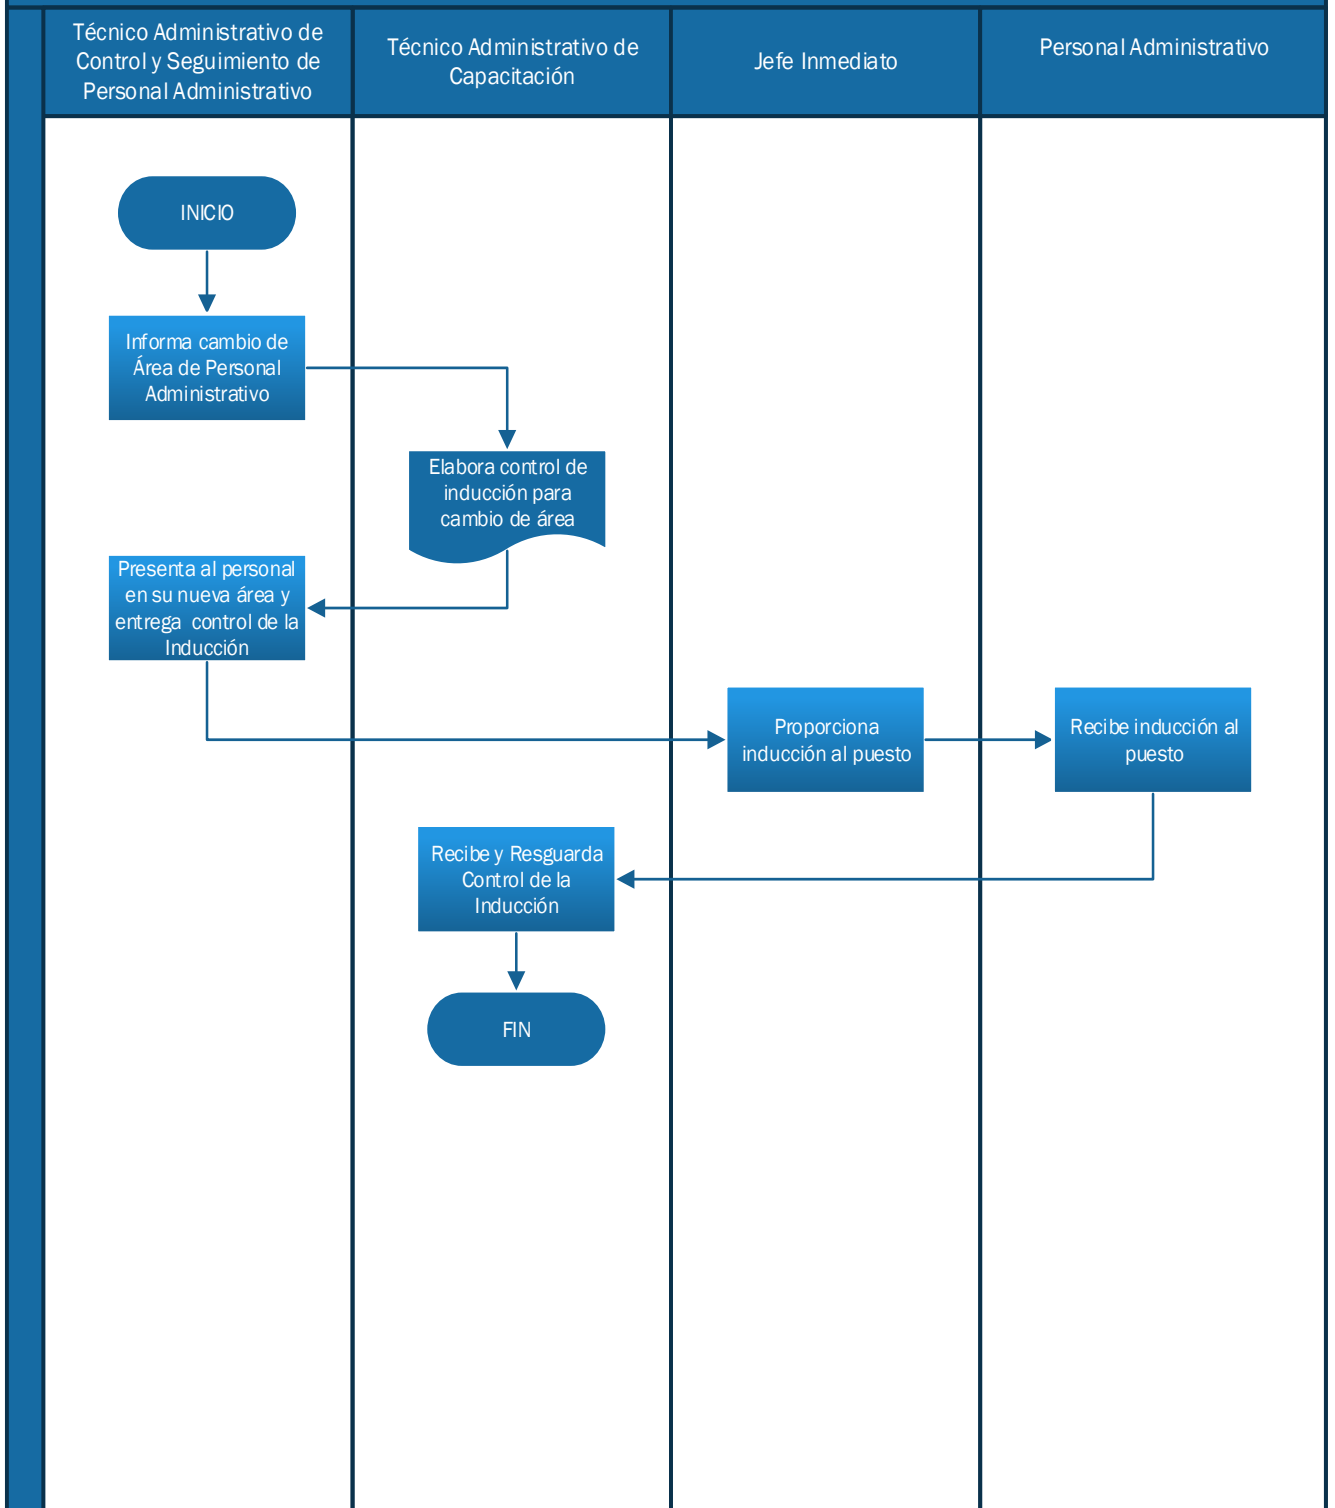 Técnico Administrativo de
Control y Seguimiento de
Personal Administrativo
Técnico Administrativo de
Capacitación
Jefe Inmediato
Personal Administrativo
INICIO
Informa cambio de
Área de Personal
Administrativo
Elabora control de
inducción para
cambio de área
Presenta al personal
en su nueva área y
entrega control de la
Inducción
Proporciona
inducción al puesto
Recibe inducción al
puesto
Recibe y Resguarda
Control de la
Inducción
FIN